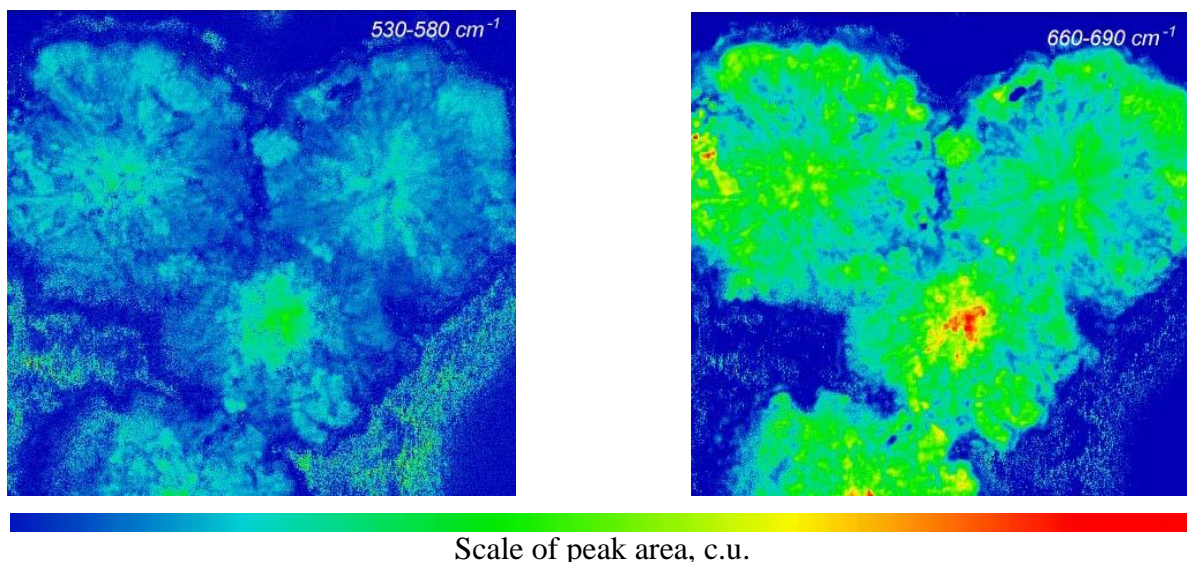 530-580 cm⁻¹
660-690 cm⁻¹
Scale of peak area, c.u.